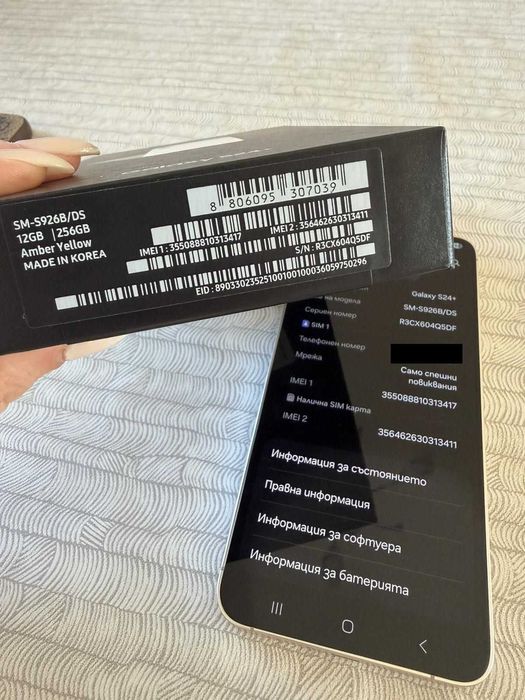 SM-S926B/DS
12GB | 256GB
Amber Yellow
MADE IN KOREA
8 806095 307039
IMEI 1 : 355088810313417
IMEI 2 : 356462630313411
S/N : R3CX604Q5DF
EID : 89033023525100100100036059750296
Galaxy S24+
на модела
SM-S926B/DS
Сериен номер
R3CX604Q5DF
SIM 1
Телефонен номер
Мрежа
Само спешни
повиквания
IMEI 1
355088810313417
Налична SIM карта
IMEI 2
356462630313411
Информация за състоянието
Правна информация
Информация за софтуера
Информация за батерията